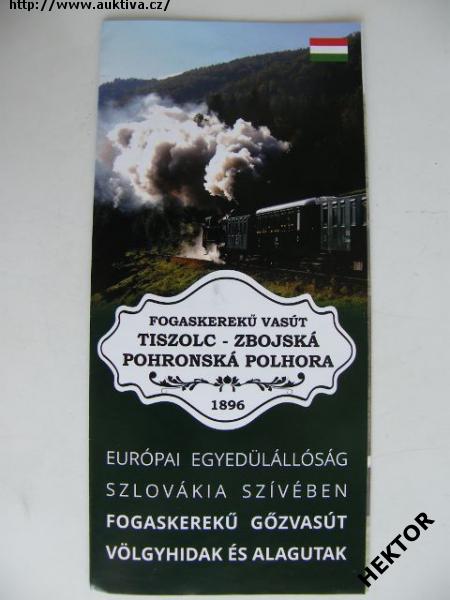 http://www.auktiva.cz/
FOGASKEREKŰ VASÚT
TISZOLC - ZBOJSKÁ
POHRONSKÁ POLHORA
1896
EURÓPAI EGYEDÜLÁLLÓSÁG
SZLOVÁKIA SZÍVÉBEN
FOGASKEREKŰ GŐZVASÚT
VÖLGYHIDAK ÉS ALAGUTAK
HEKTOR